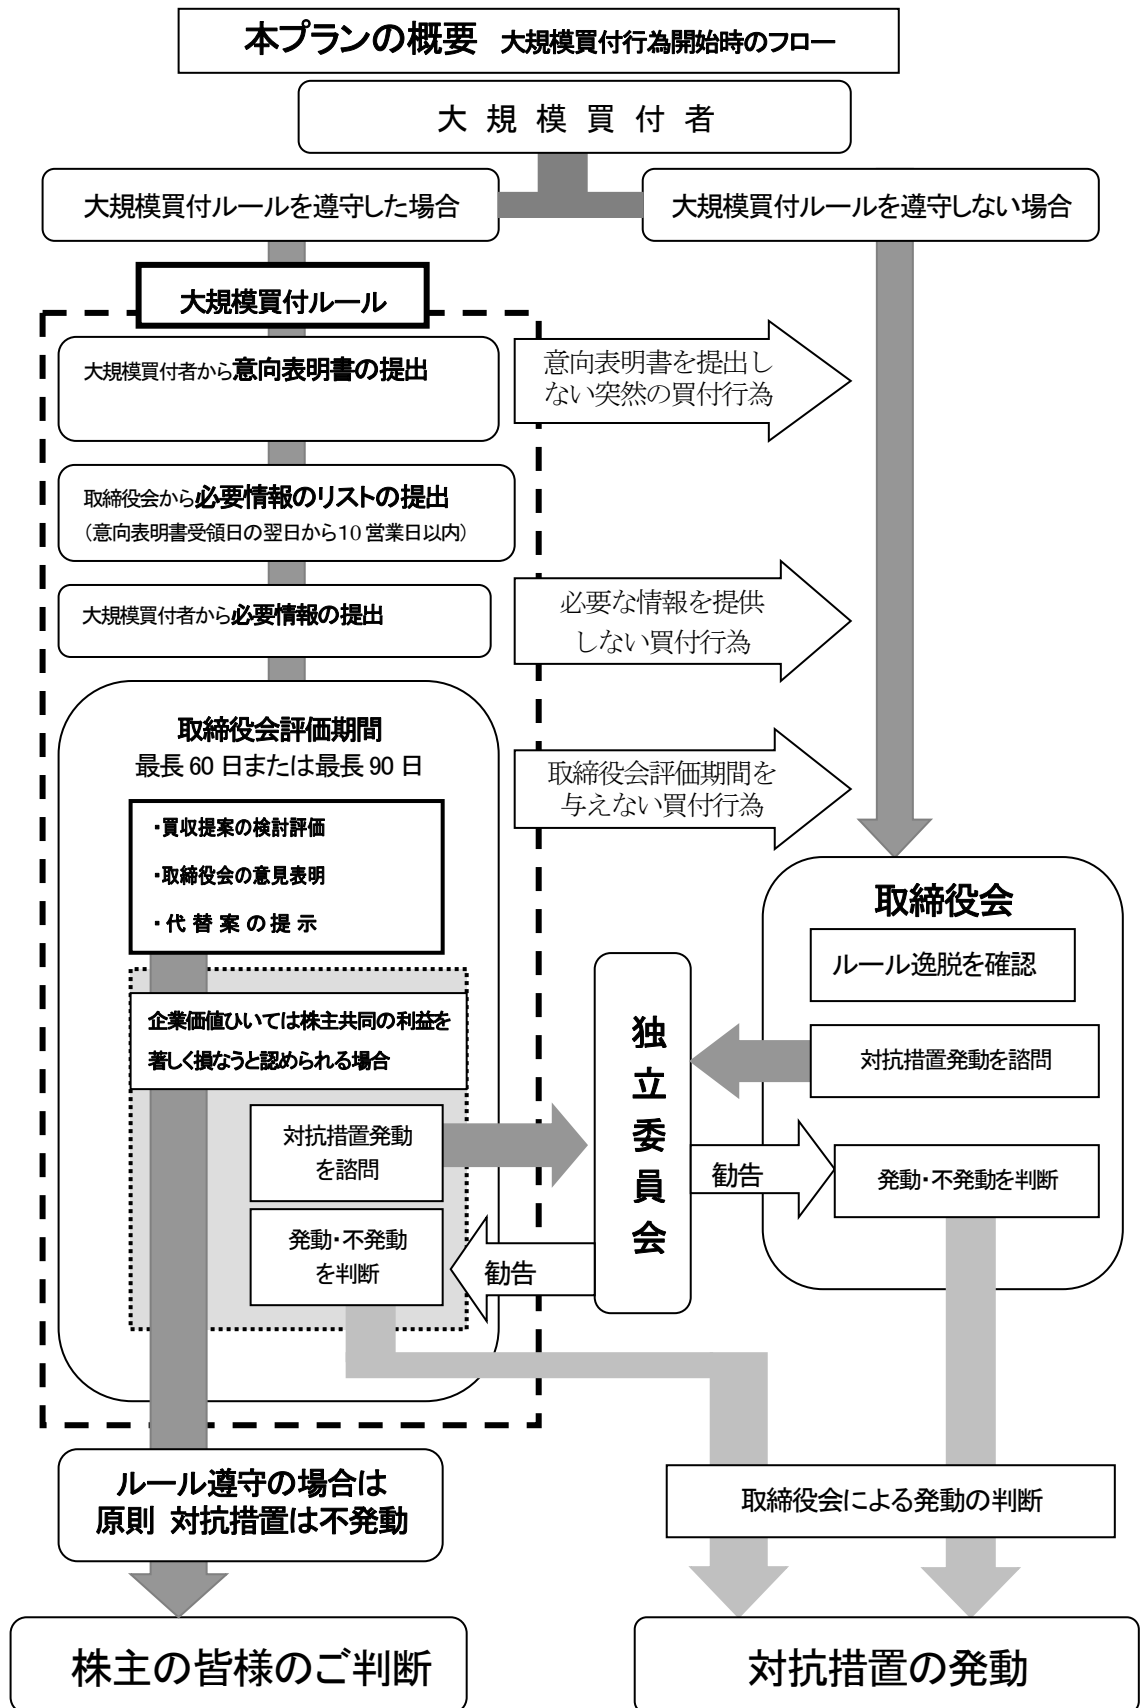 本プランの概要 大規模買付行為開始時のフロー
大規模買付者
大規模買付ルールを遵守した場合
大規模買付ルールを遵守しない場合
大規模買付ルール
大規模買付者から意向表明書の提出
意向表明書を提出し
ない突然の買付行為
取締役会から必要情報のリストの提出
（意向表明書受領日の翌日から10営業日以内）
大規模買付者から必要情報の提出
必要な情報を提供
しない買付行為
取締役会評価期間
最長60日または最長90日
取締役会評価期間を
与えない買付行為
・買収提案の検討評価
・取締役会の意見表明
・代替案の提示
取締役会
ルール逸脱を確認
対抗措置発動を諮問
独立委員会
勧告
発動・不発動を判断
企業価値ひいては株主共同の利益を
著しく損なうと認められる場合
対抗措置発動
を諮問
発動・不発動
を判断
勧告
ルール遵守の場合は
原則 対抗措置は不発動
取締役会による発動の判断
株主の皆様のご判断
対抗措置の発動